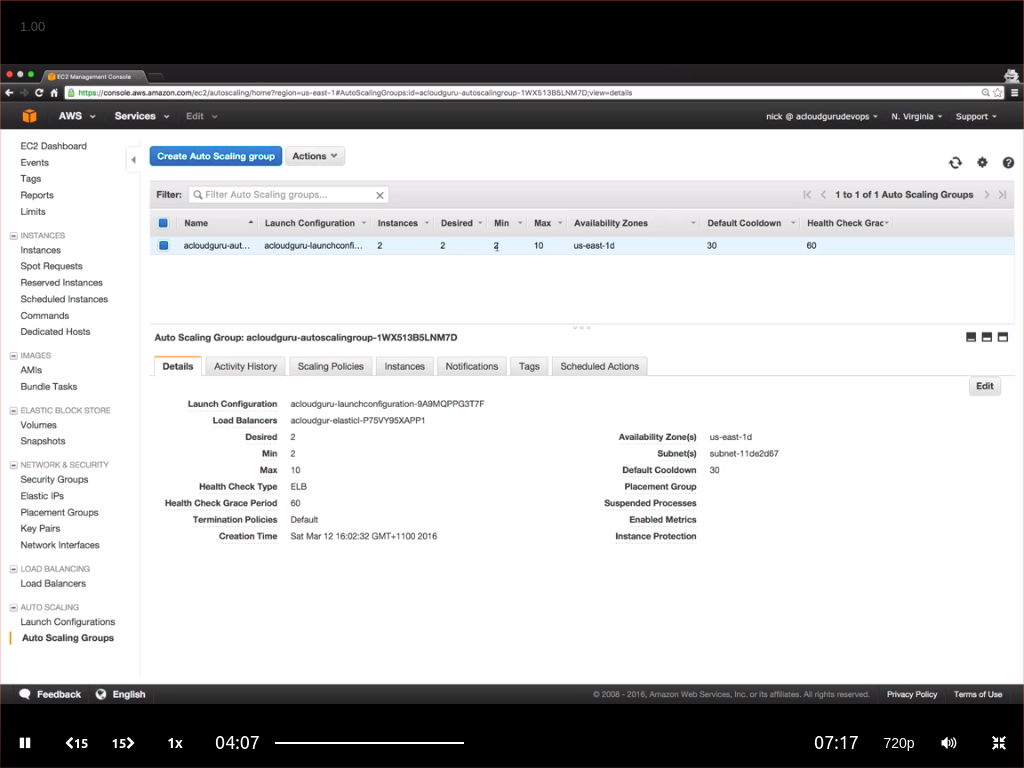 1.00
EC2 Management Console
https://console.aws.amazon.com/ec2/autoscaling/home?region=us-east-1#AutoScalingGroups:id=acloudguru-autoscalingroup-1WX513B5LNM7D;view=details
AWS Services Edit nick @ acloudgurudevops N. Virginia Support
EC2 Dashboard
Events
Tags
Reports
Limits
INSTANCES
Instances
Spot Requests
Reserved Instances
Scheduled Instances
Commands
Dedicated Hosts
IMAGES
AMIs
Bundle Tasks
ELASTIC BLOCK STORE
Volumes
Snapshots
NETWORK & SECURITY
Security Groups
Elastic IPs
Placement Groups
Key Pairs
Network Interfaces
LOAD BALANCING
Load Balancers
AUTO SCALING
Launch Configurations
Auto Scaling Groups
Create Auto Scaling group Actions
Filter: Filter Auto Scaling groups... 1 to 1 of 1 Auto Scaling Groups
Name Launch Configuration Instances Desired Min Max Availability Zones Default Cooldown Health Check Grac
acloudguru-aut... acloudguru-launchconfi... 2 2 2 10 us-east-1d 30 60
Auto Scaling Group: acloudguru-autoscalingroup-1WX513B5LNM7D
Details Activity History Scaling Policies Instances Notifications Tags Scheduled Actions
Edit
Launch Configuration acloudguru-launchconfiguration-9A9MQPPG3T7F
Load Balancers acloudgur-elasticl-P75VY95XAPP1
Desired 2 Availability Zone(s) us-east-1d
Min 2 Subnet(s) subnet-11de2d67
Max 10 Default Cooldown 30
Health Check Type ELB Placement Group
Health Check Grace Period 60 Suspended Processes
Termination Policies Default Enabled Metrics
Creation Time Sat Mar 12 16:02:32 GMT+1100 2016 Instance Protection
Feedback English © 2008 - 2016, Amazon Web Services, Inc. or its affiliates. All rights reserved. Privacy Policy Terms of Use
15 15 1x 04:07 07:17 720p